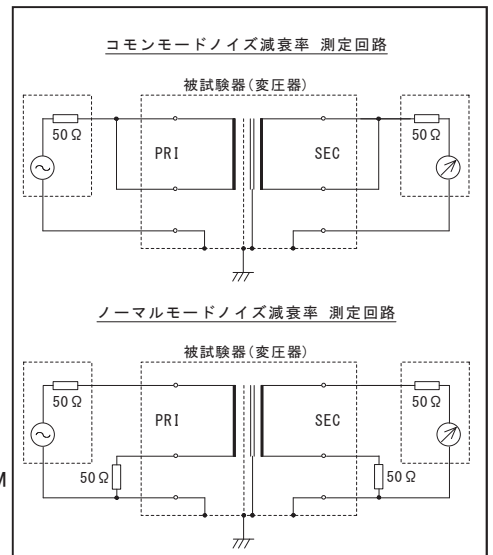 コモンモードノイズ減衰率 測定回路
被試験器(変圧器)
50Ω
50Ω
PRI
SEC
ノーマルモードノイズ減衰率 測定回路
被試験器(変圧器)
50Ω
50Ω
PRI
SEC
50Ω
50Ω
M